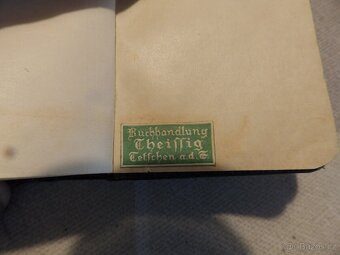 Buchhandlung
Theissig
Tetschen a.d.E